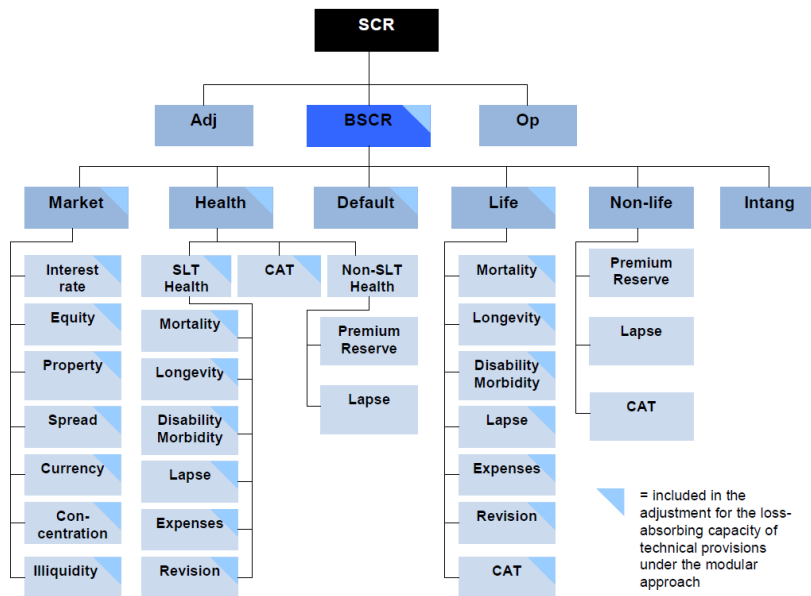 SCR
Adj
BSCR
Op
Market
Health
Default
Life
Non-life
Intang
Interest
rate
Equity
Property
Spread
Currency
Con-
centration
Illiquidity
SLT
Health
CAT
Non-SLT
Health
Mortality
Longevity
Disability
Morbidity
Lapse
Expenses
Revision
Premium
Reserve
Lapse
Mortality
Longevity
Disability
Morbidity
Lapse
Expenses
Revision
CAT
Premium
Reserve
Lapse
CAT
= included in the
adjustment for the loss-
absorbing capacity of
technical provisions
under the modular
approach